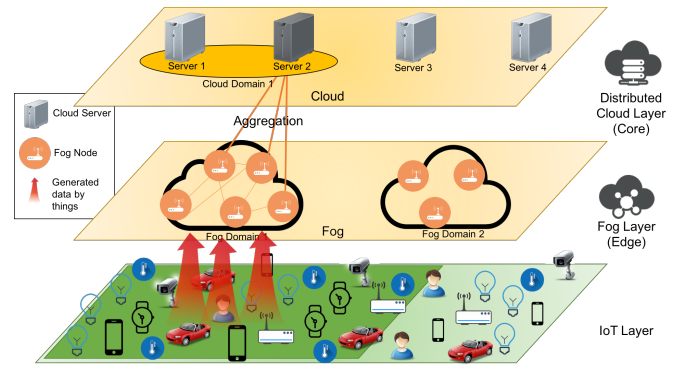 Server 1
Server 2
Server 3
Server 4
Cloud Domain 1
Cloud
Distributed
Cloud Layer
(Core)
Cloud Server
Fog Node
Generated
data by
things
Aggregation
Fog Domain 1
Fog
Fog Domain 2
Fog Layer
(Edge)
IoT Layer